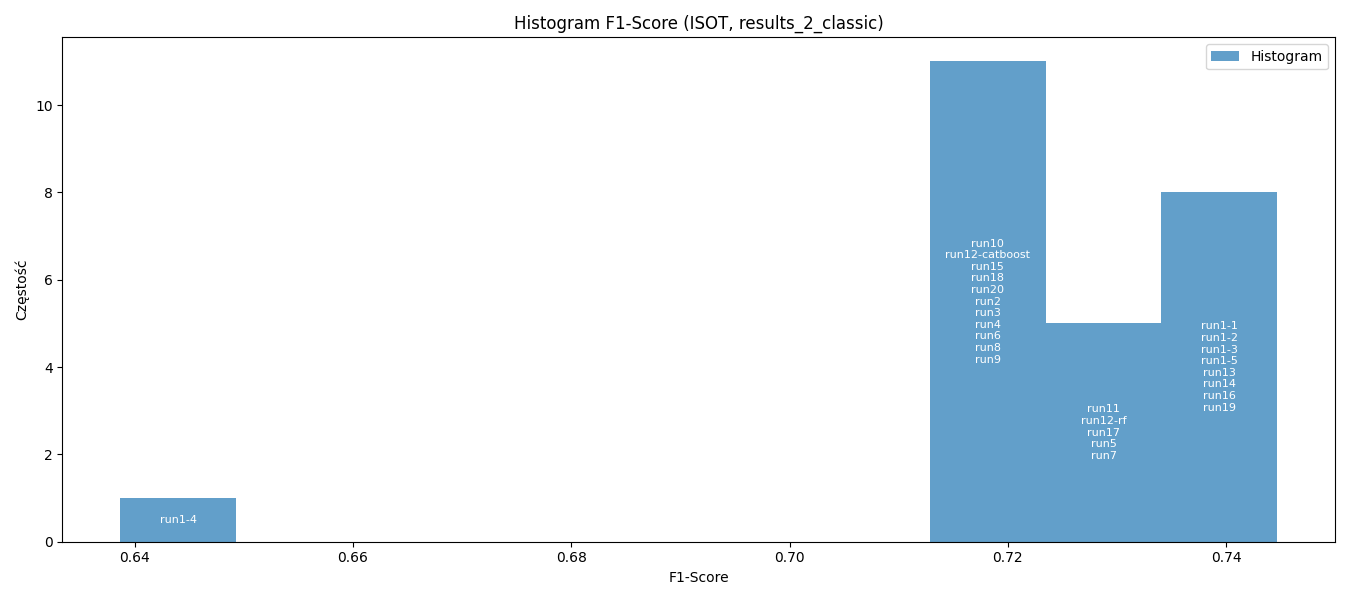 Histogram F1-Score (ISOT, results_2_classic)
Histogram
Częstość
10
8
6
4
2
0
run1-4
run10
run12-catboost
run15
run18
run20
run2
run3
run4
run6
run8
run9
run11
run12-rf
run17
run5
run7
run1-1
run1-2
run1-3
run1-5
run13
run14
run16
run19
0.64
0.66
0.68
0.70
0.72
0.74
F1-Score